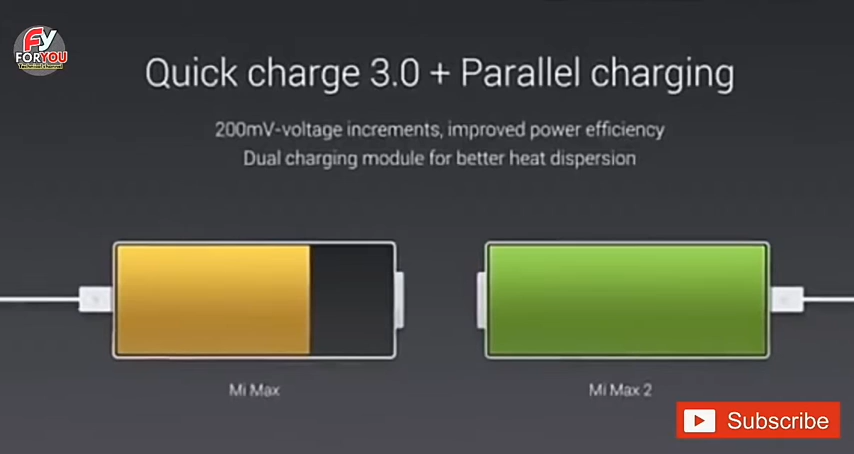 Fy
FOR YOU
Quick charge 3.0 + Parallel charging
200mV-voltage increments, improved power efficiency
Dual charging module for better heat dispersion
Mi Max
Mi Max 2
Subscribe